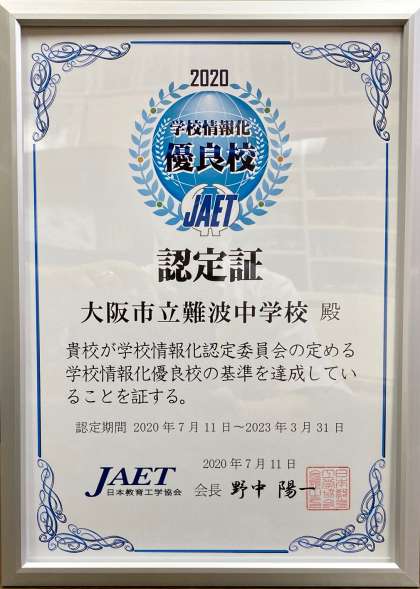 2020
学校情報化
優良校
JAET
認定証
大阪市立難波中学校 殿
貴校が学校情報化認定委員会の定める
学校情報化優良校の基準を達成してい
ることを証する。
認定期間 2020年7月11日～2023年3月31日
2020年7月11日
JAET
日本教育工学協会
会長 野中 陽一